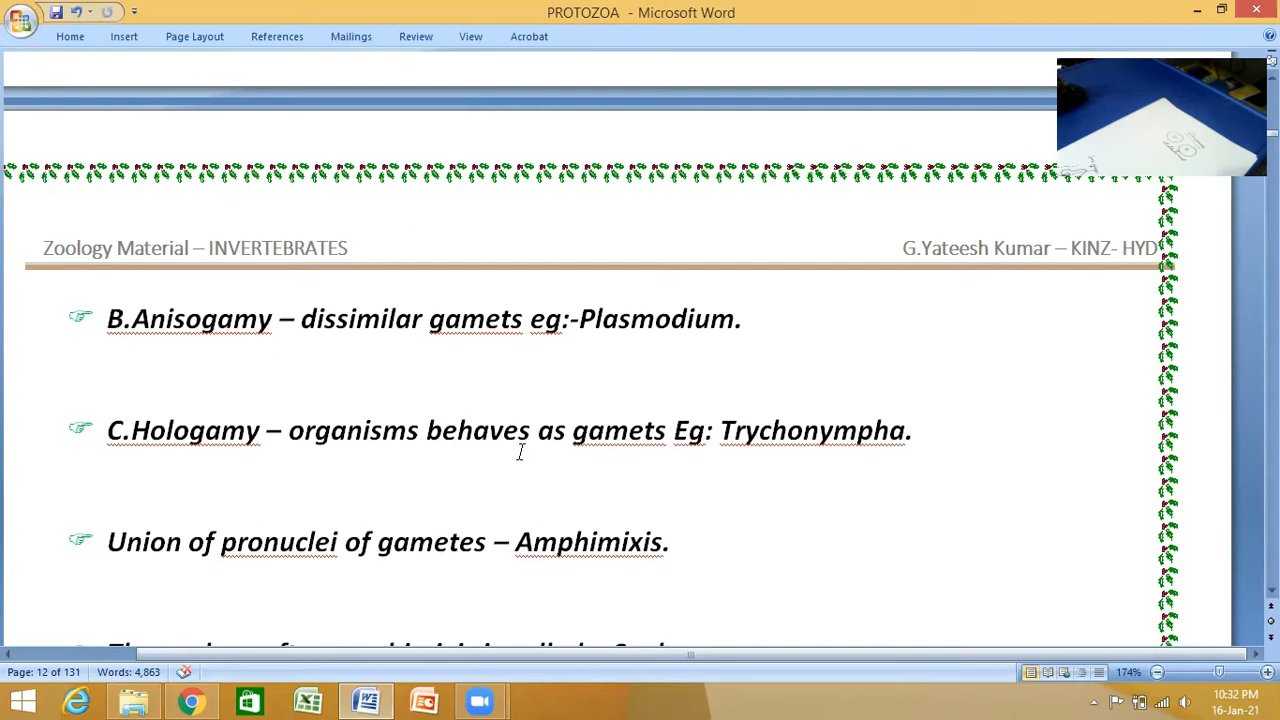 PROTOZOA - Microsoft Word
Home Insert Page Layout References Mailings Review View Acrobat
Zoology Material – INVERTEBRATES G.Yateesh Kumar – KINZ- HYD
B.Anisogamy – dissimilar gamets eg:-Plasmodium.
C.Hologamy – organisms behaves as gamets Eg: Trychonympha.
Union of pronuclei of gametes – Amphimixis.
Page: 12 of 131 Words: 4,863 174%
10:32 PM
16-Jan-21